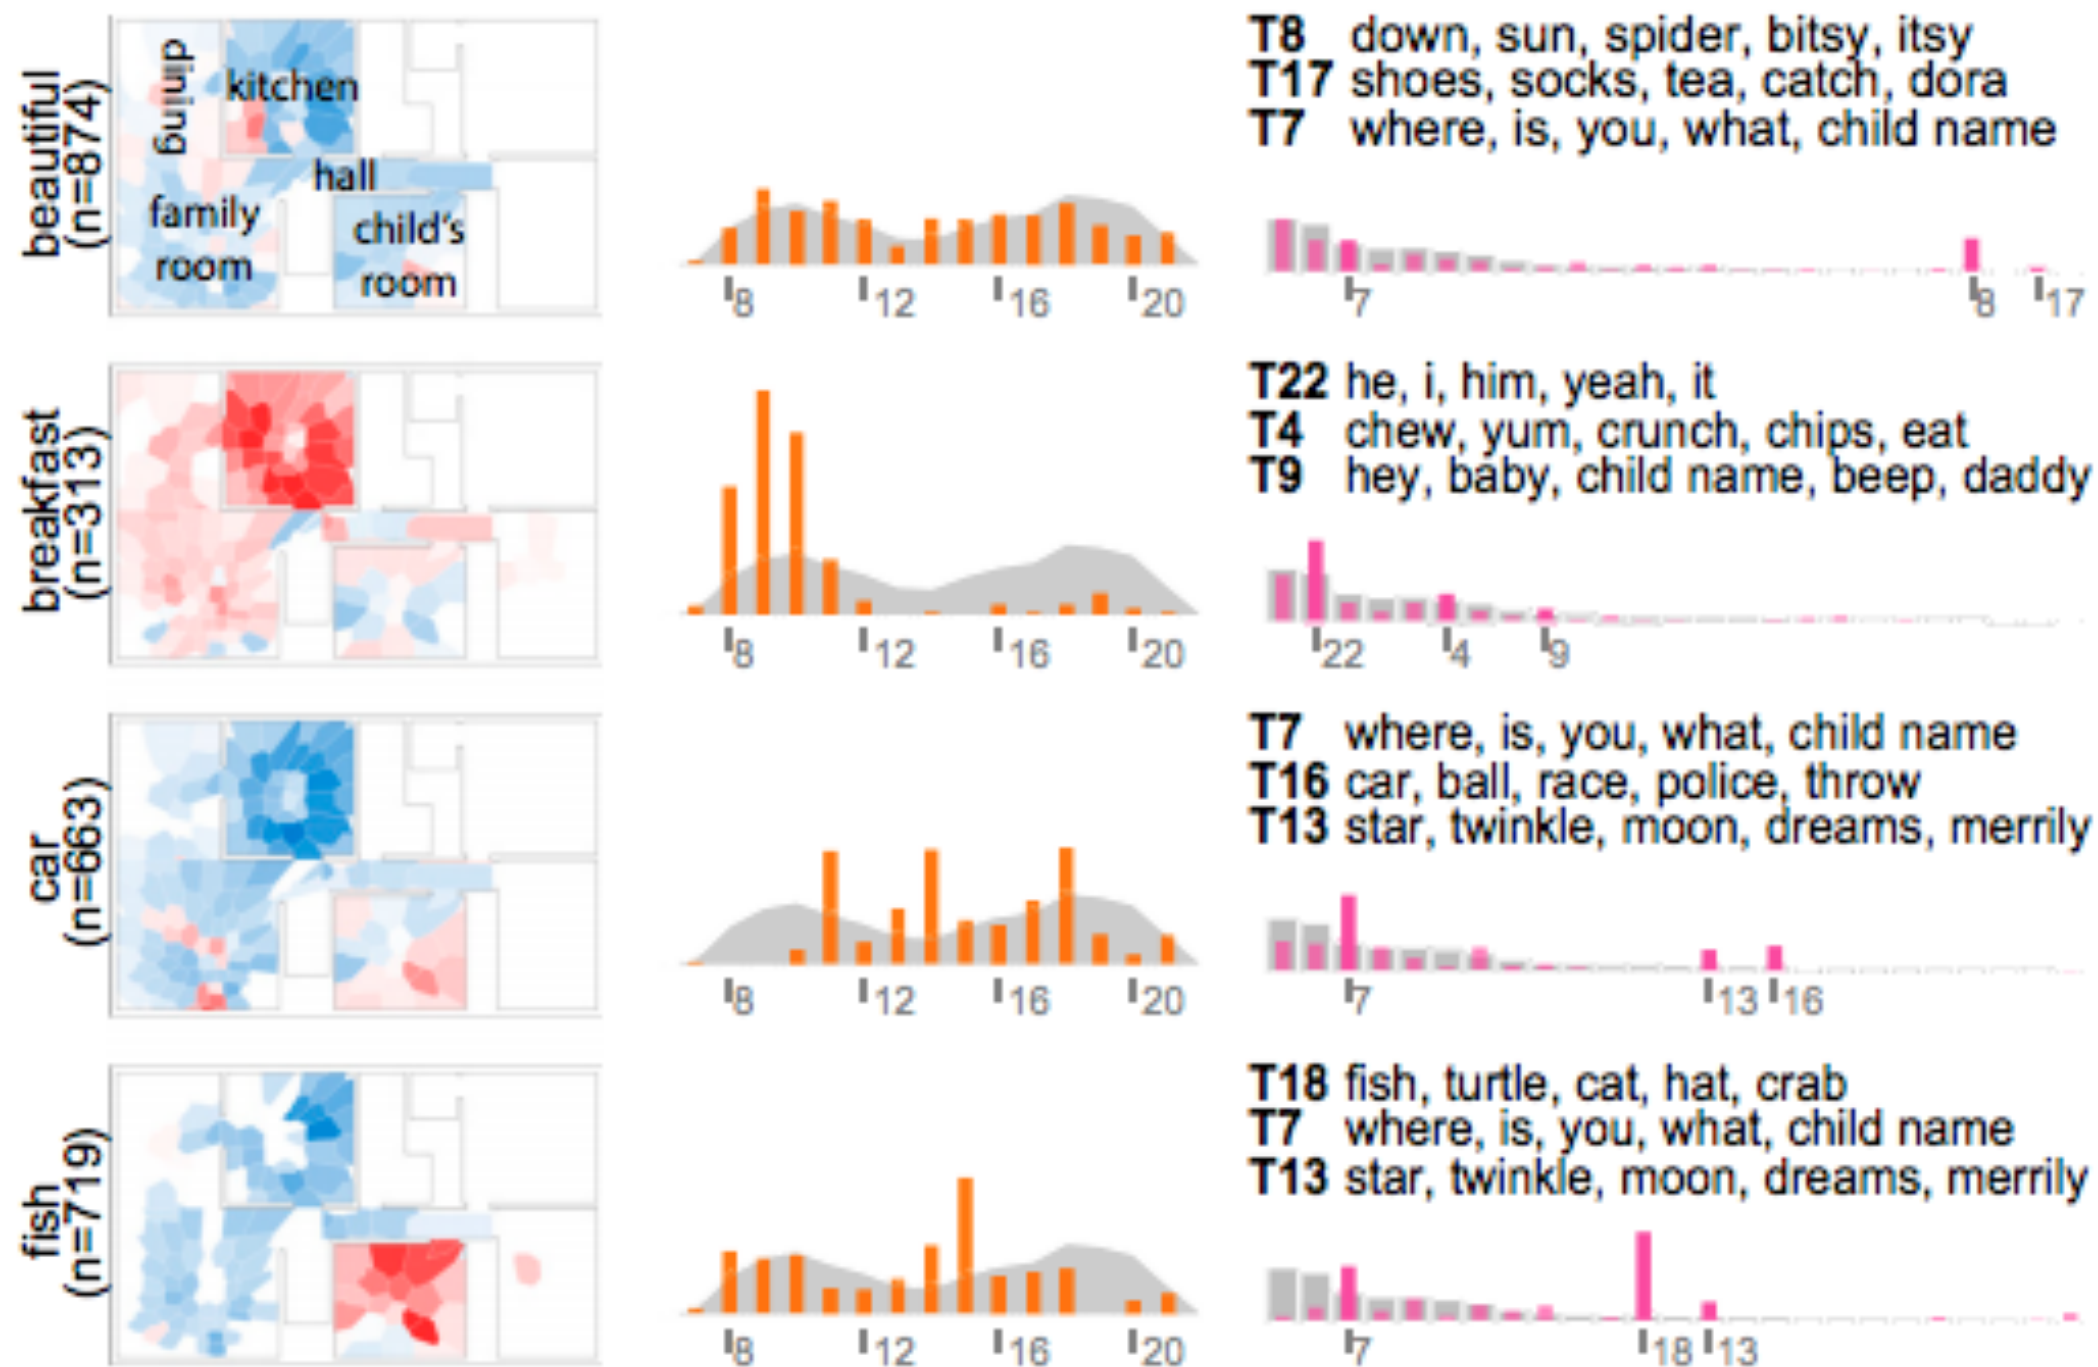 beautiful
(n=874)
dining
kitchen
hall
family
room
child's
room
8 12 16 20
T8 down, sun, spider, bitsy, itsy
T17 shoes, socks, tea, catch, dora
T7 where, is, you, what, child name
7 8 17
breakfast
(n=313)
8 12 16 20
T22 he, i, him, yeah, it
T4 chew, yum, crunch, chips, eat
T9 hey, baby, child name, beep, daddy
22 4 9
car
(n=663)
8 12 16 20
T7 where, is, you, what, child name
T16 car, ball, race, police, throw
T13 star, twinkle, moon, dreams, merrily
7 13 16
fish
(n=719)
8 12 16 20
T18 fish, turtle, cat, hat, crab
T7 where, is, you, what, child name
T13 star, twinkle, moon, dreams, merrily
7 18 13